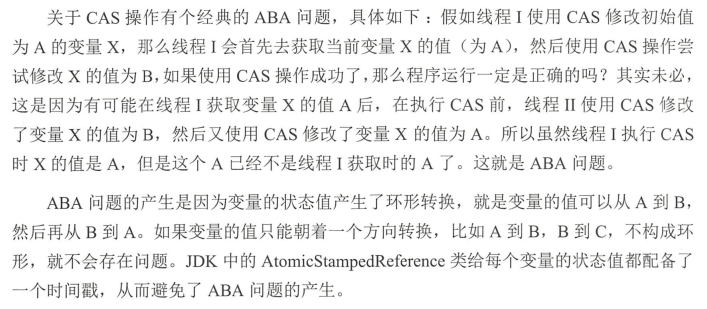 关于 CAS 操作有个经典的 ABA 问题，具体如下：假如线程 I 使用 CAS 修改初始值
为 A 的变量 X，那么线程 I 会首先去获取当前变量 X 的值（为 A），然后使用 CAS 操作尝
试修改 X 的值为 B，如果使用 CAS 操作成功了，那么程序运行一定是正确的吗？其实未必，
这是因为有可能在线程 I 获取变量 X 的值 A 后，在执行 CAS 前，线程 II 使用 CAS 修改
了变量 X 的值为 B，然后又使用 CAS 修改了变量 X 的值为 A。所以虽然线程 I 执行 CAS
时 X 的值是 A，但是这个 A 已经不是线程 I 获取时的 A 了。这就是 ABA 问题。
ABA 问题的产生是因为变量的状态值产生了环形转换，就是变量的值可以从 A 到 B，
然后再从 B 到 A。如果变量的值只能朝着一个方向转换，比如 A 到 B，B 到 C，不构成环
形，就不会存在问题。JDK 中的 AtomicStampedReference 类给每个变量的状态值都配备了
一个时间戳，从而避免了 ABA 问题的产生。